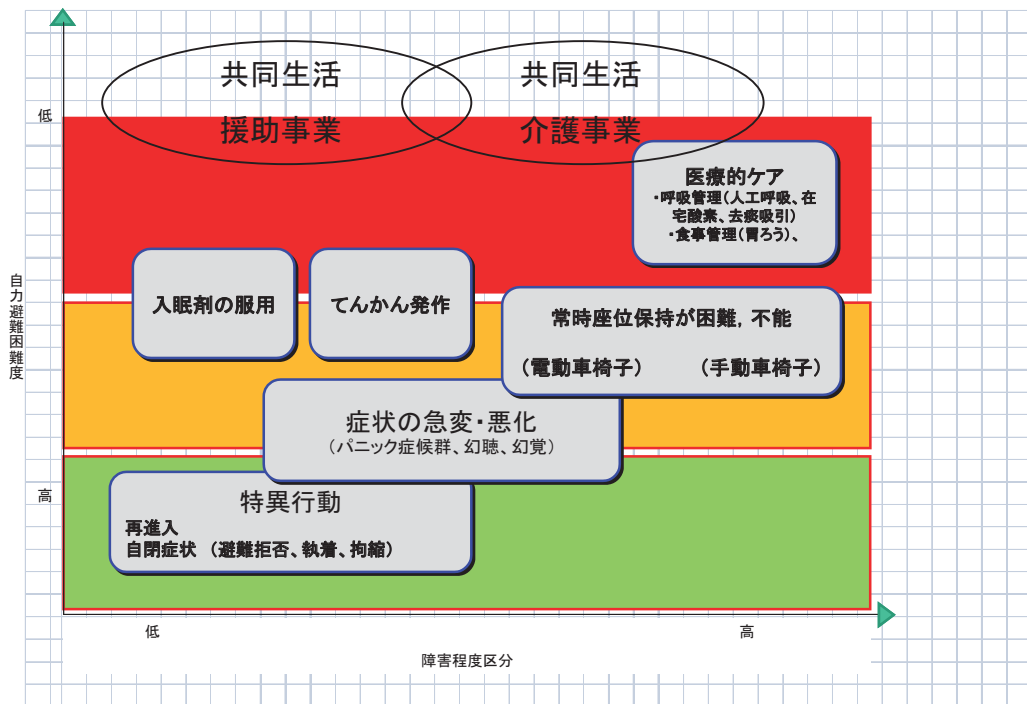 共同生活
援助事業
共同生活
介護事業
低
医療的ケア
・呼吸管理(人工呼吸、在
宅酸素、去痰吸引)
・食事管理(胃ろう)、
自力避難困難度
入眠剤の服用
てんかん発作
常時座位保持が困難,不能
(電動車椅子) (手動車椅子)
症状の急変・悪化
(パニック症候群、幻聴、幻覚)
高
特異行動
再進入
自閉症状 (避難拒否、執着、拘縮)
低
高
障害程度区分